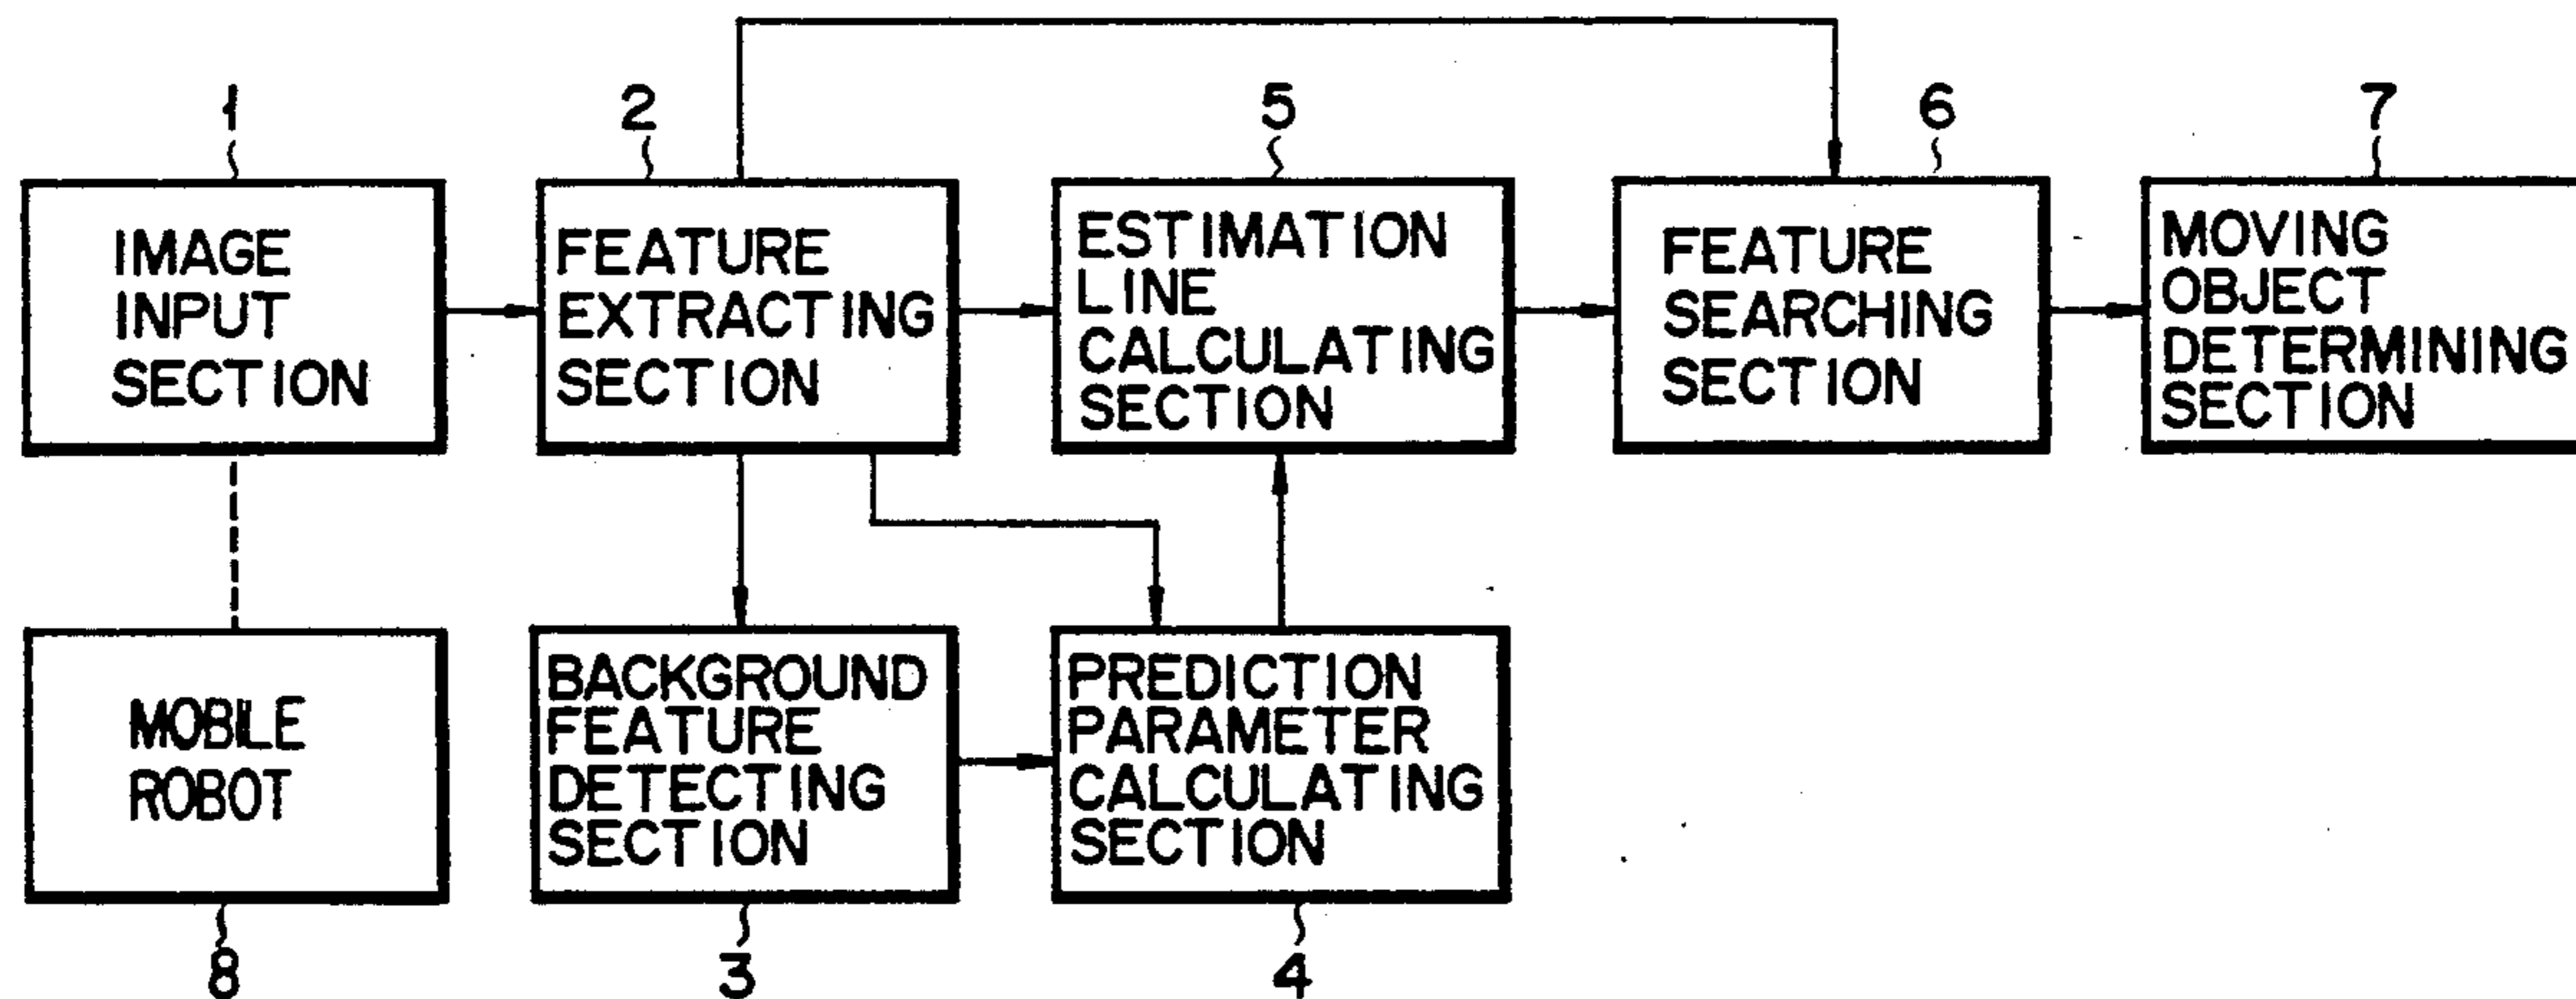 1
2
5
6
7
IMAGE
INPUT
SECTION
FEATURE
EXTRACTING
SECTION
ESTIMATION
LINE
CALCULATING
SECTION
FEATURE
SEARCHING
SECTION
MOVING
OBJECT
DETERMINING
SECTION
MOBILE
ROBOT
BACKGROUND
FEATURE
DETECTING
SECTION
PREDICTION
PARAMETER
CALCULATING
SECTION
8
3
4